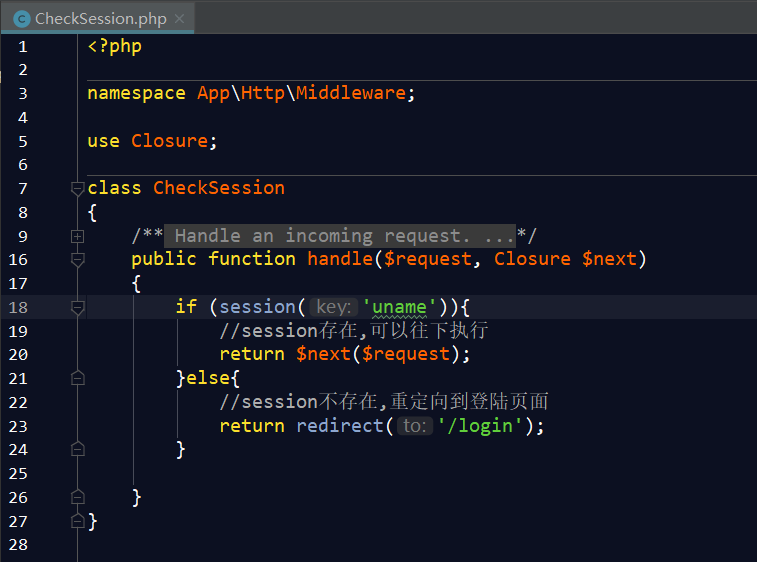 CheckSession.php
1 <?php
2
3 namespace App\Http\Middleware;
4
5 use Closure;
6
7 class CheckSession
8 {
9 /** Handle an incoming request. ...*/
16 public function handle($request, Closure $next)
17 {
18 if (session( key: 'uname')){
19 //session存在,可以往下执行
20 return $next($request);
21 }else{
22 //session不存在,重定向到登陆页面
23 return redirect( to: '/login');
24 }
25
26 }
27 }
28